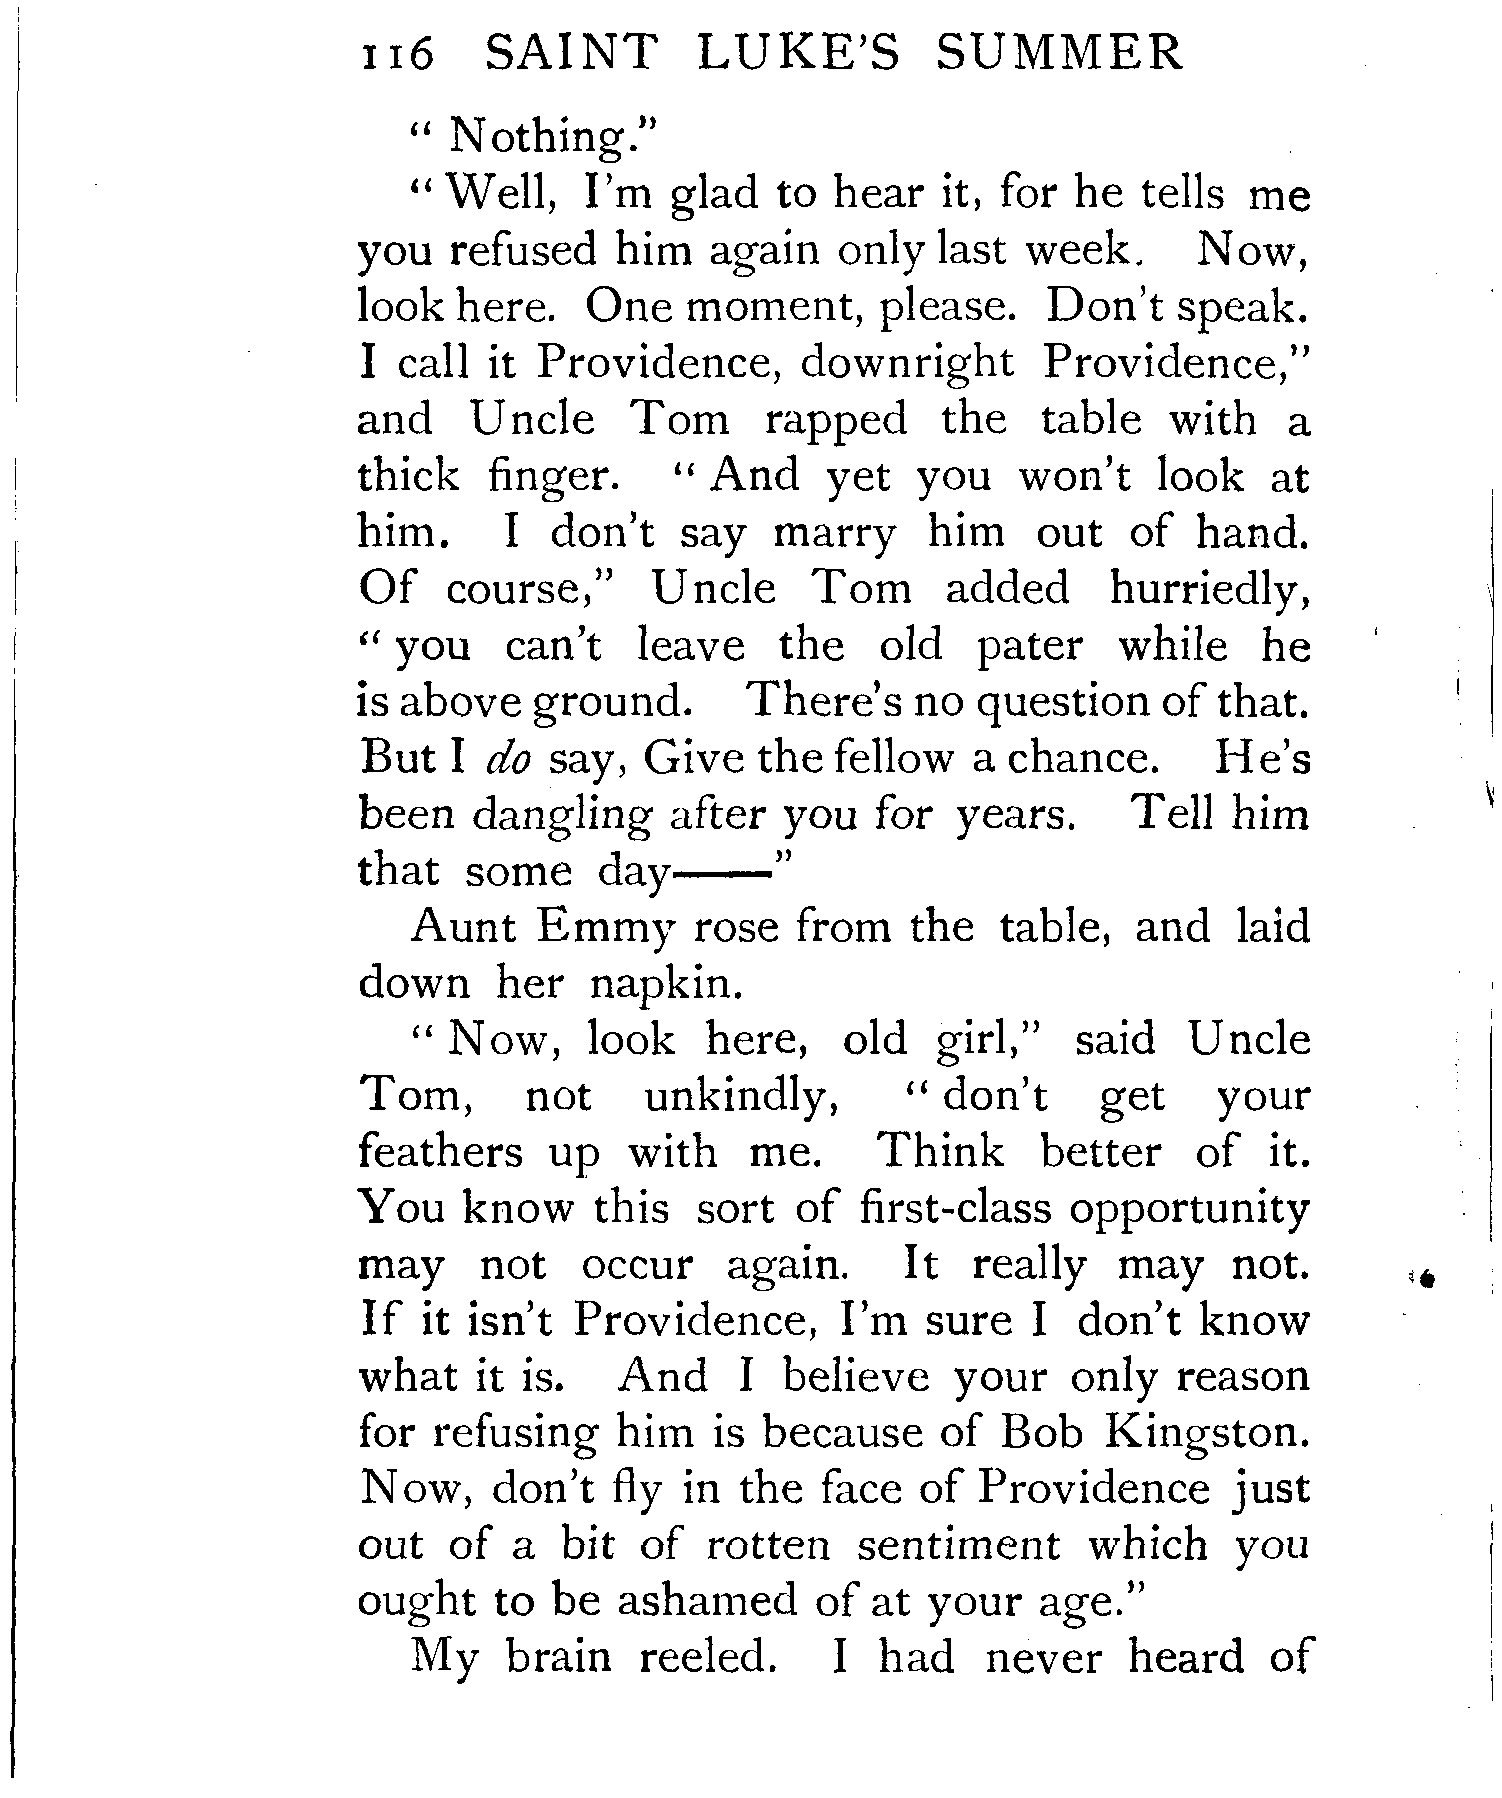 116 SAINT LUKE'S SUMMER
" Nothing."
" Well, I'm glad to hear it, for he tells me
you refused him again only last week. Now,
look here. One moment, please. Don't speak.
I call it Providence, downright Providence,"
and Uncle Tom rapped the table with a
thick finger. " And yet you won't look at
him. I don't say marry him out of hand.
Of course," Uncle Tom added hurriedly,
" you can't leave the old pater while he
is above ground. There's no question of that.
But I do say, Give the fellow a chance. He's
been dangling after you for years. Tell him
that some day——"
Aunt Emmy rose from the table, and laid
down her napkin.
" Now, look here, old girl," said Uncle
Tom, not unkindly, " don't get your
feathers up with me. Think better of it.
You know this sort of first-class opportunity
may not occur again. It really may not.
If it isn't Providence, I'm sure I don't know
what it is. And I believe your only reason
for refusing him is because of Bob Kingston.
Now, don't fly in the face of Providence just
out of a bit of rotten sentiment which you
ought to be ashamed of at your age."
My brain reeled. I had never heard of